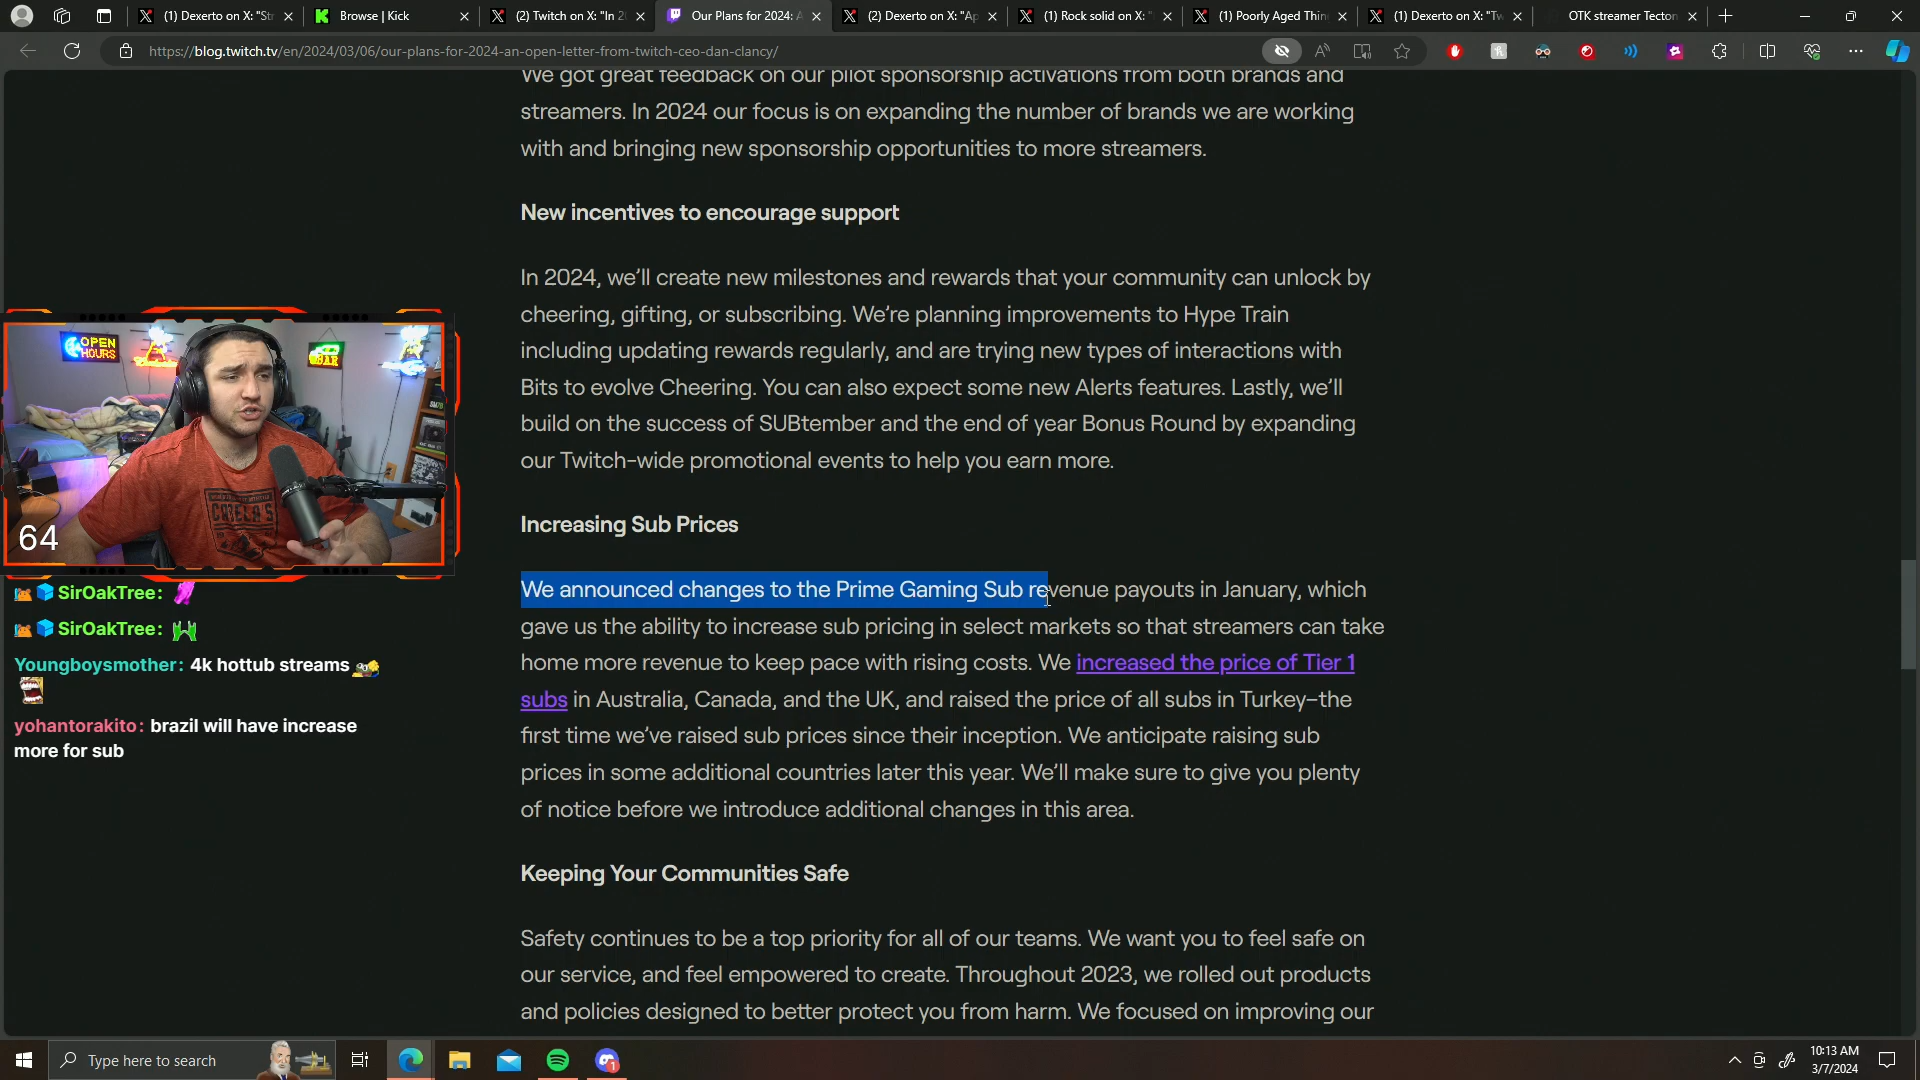 (1) Dexerto on X: "Str
Browse | Kick
(2) Twitch on X: "In 2
Our Plans for 2024: A
(2) Dexerto on X: "Ap
(1) Rock solid on X: "
(1) Poorly Aged Thin
(1) Dexerto on X: "Tw
OTK streamer Tecton
https://blog.twitch.tv/en/2024/03/06/our-plans-for-2024-an-open-letter-from-twitch-ceo-dan-clancy/
We got great feedback on our pilot sponsorship activations from both brands and
streamers. In 2024 our focus is on expanding the number of brands we are working
with and bringing new sponsorship opportunities to more streamers.
New incentives to encourage support
In 2024, we'll create new milestones and rewards that your community can unlock by
cheering, gifting, or subscribing. We're planning improvements to Hype Train
including updating rewards regularly, and are trying new types of interactions with
Bits to evolve Cheering. You can also expect some new Alerts features. Lastly, we'll
build on the success of SUBtember and the end of year Bonus Round by expanding
our Twitch-wide promotional events to help you earn more.
Increasing Sub Prices
We announced changes to the Prime Gaming Sub revenue payouts in January, which
gave us the ability to increase sub pricing in select markets so that streamers can take
home more revenue to keep pace with rising costs. We increased the price of Tier 1
subs in Australia, Canada, and the UK, and raised the price of all subs in Turkey–the
first time we've raised sub prices since their inception. We anticipate raising sub
prices in some additional countries later this year. We'll make sure to give you plenty
of notice before we introduce additional changes in this area.
Keeping Your Communities Safe
Safety continues to be a top priority for all of our teams. We want you to feel safe on
our service, and feel empowered to create. Throughout 2023, we rolled out products
and policies designed to better protect you from harm. We focused on improving our
OPEN
HOURS
BAR
64
SirOakTree:
SirOakTree:
Youngboysmother: 4k hottub streams
yohantorakito: brazil will have increase
more for sub
Type here to search
1
10:13 AM
3/7/2024